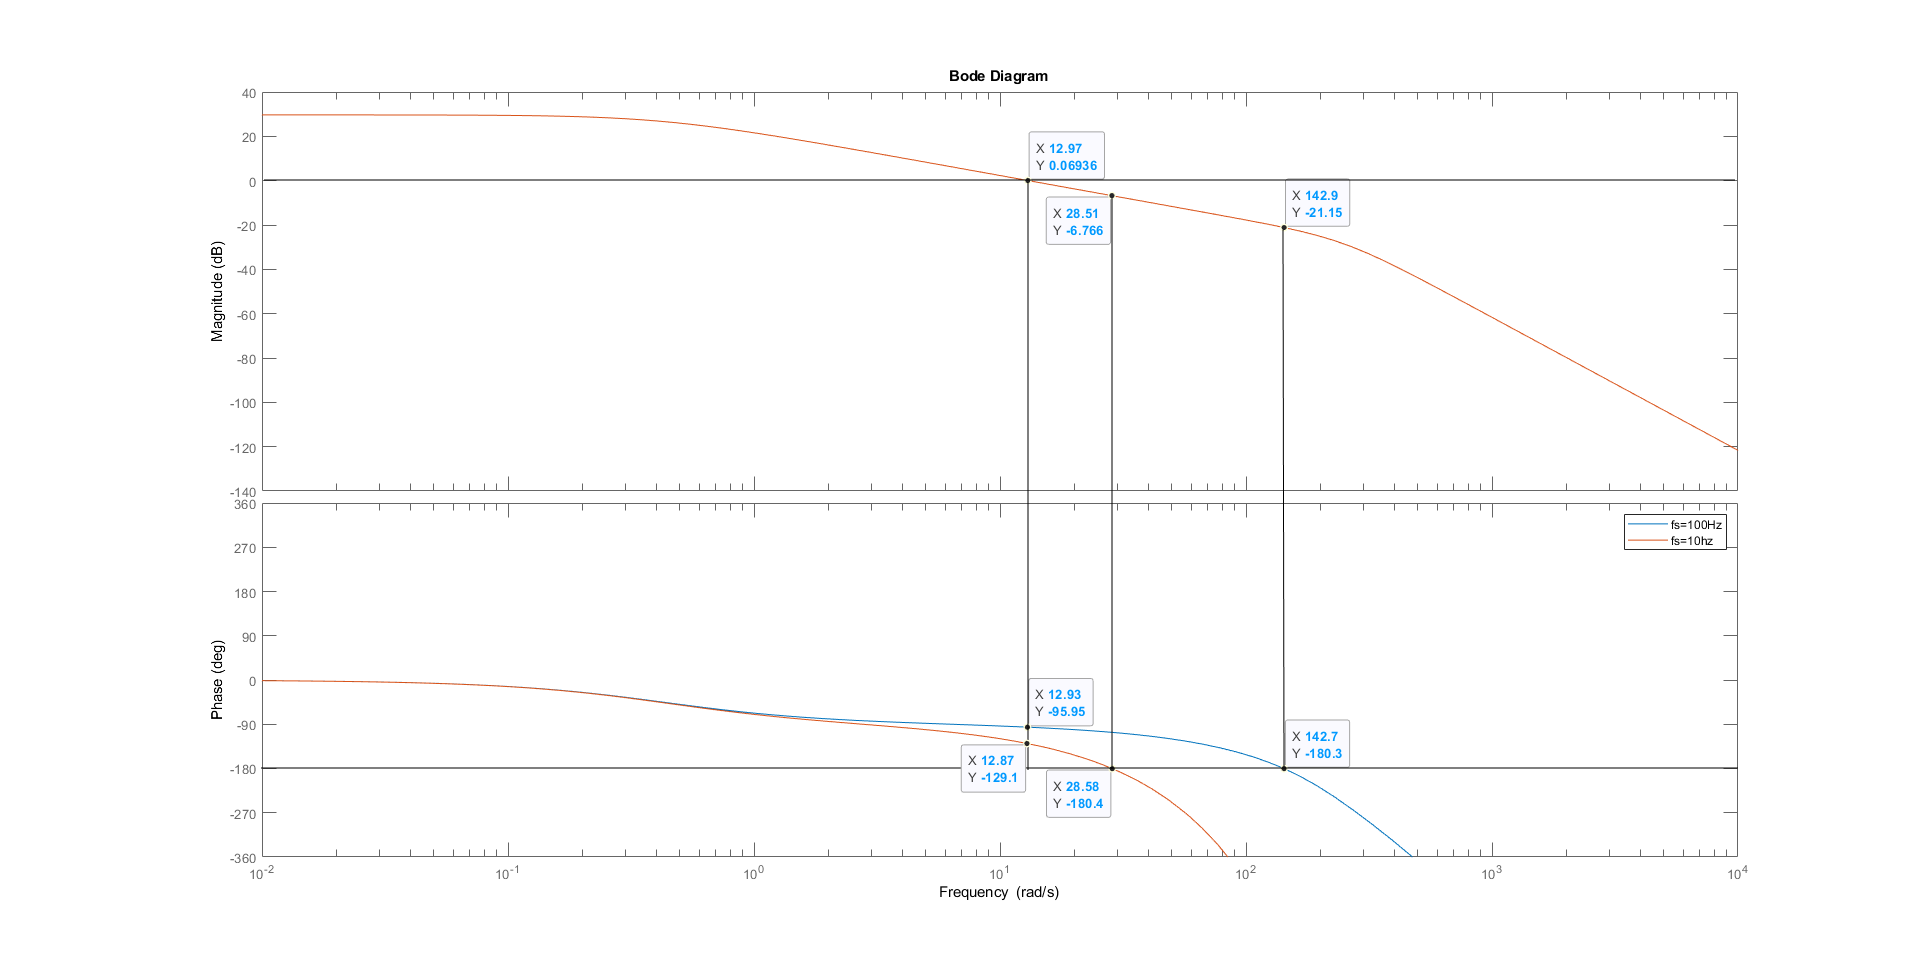 Bode Diagram
40
20
0
-20
-40
-60
-80
-100
-120
-140
Magnitude (dB)
X 12.97
Y 0.06936
X 28.51
Y -6.766
X 142.9
Y -21.15
360
270
180
90
0
-90
-180
-270
-360
Phase (deg)
fs=100Hz
fs=10hz
X 12.93
Y -95.95
X 142.7
Y -180.3
X 12.87
Y -129.1
X 28.58
Y -180.4
10⁻² 10⁻¹ 10⁰ 10¹ 10² 10³ 10⁴
Frequency (rad/s)